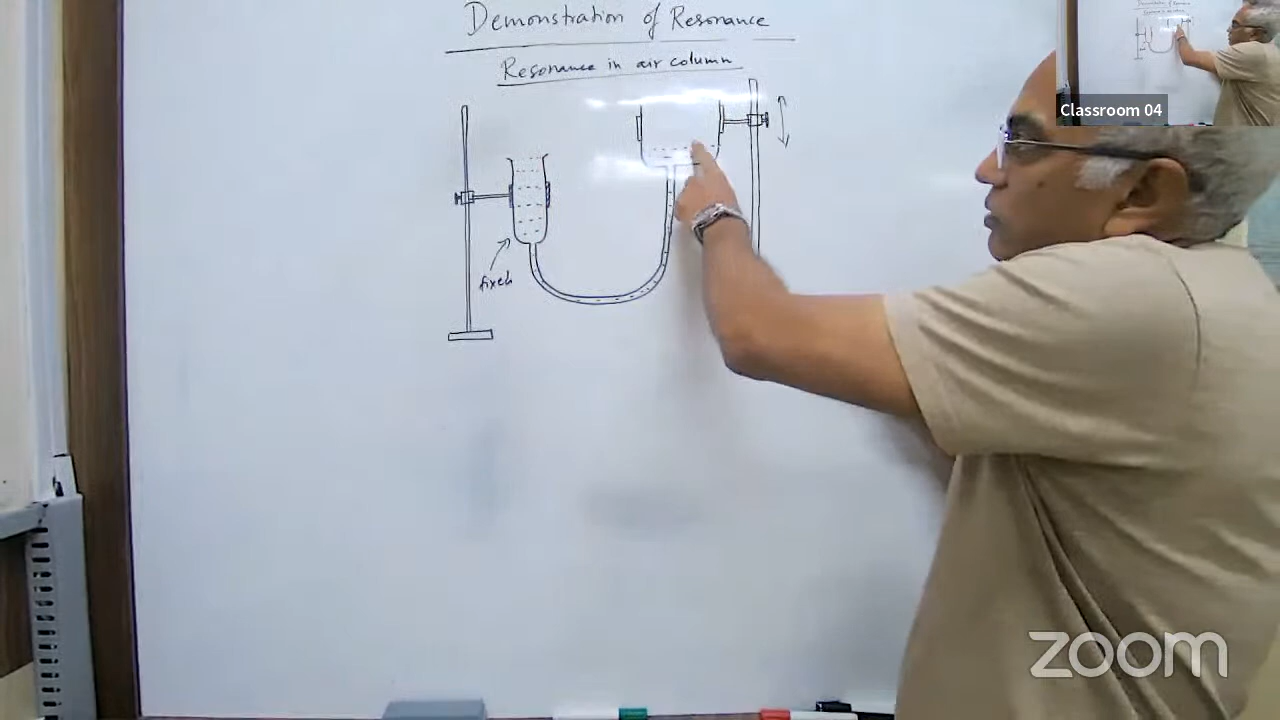 Demonstration of Resonance
Resonance in air column
fixed
Classroom 04
zoom